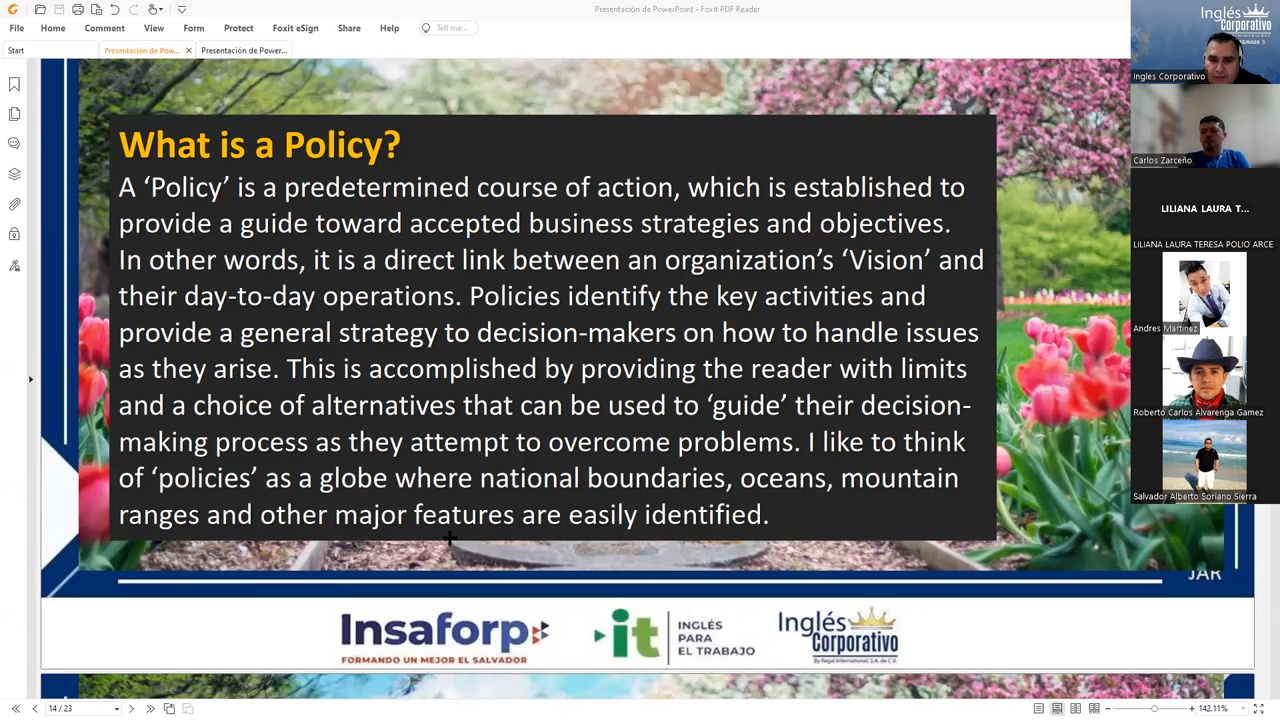 Presentación de PowerPoint - Foxit PDF Reader
File Home Comment View Form Protect Foxit eSign Share Help Tell me...
Start Presentación de Pow... Presentación de Power...
What is a Policy?
A ‘Policy’ is a predetermined course of action, which is established to
provide a guide toward accepted business strategies and objectives.
In other words, it is a direct link between an organization’s ‘Vision’ and
their day-to-day operations. Policies identify the key activities and
provide a general strategy to decision-makers on how to handle issues
as they arise. This is accomplished by providing the reader with limits
and a choice of alternatives that can be used to ‘guide’ their decision-
making process as they attempt to overcome problems. I like to think
of ‘policies’ as a globe where national boundaries, oceans, mountain
ranges and other major features are easily identified.
JAR
Insaforp
FORMANDO UN MEJOR EL SALVADOR
it
INGLÉS
PARA
EL TRABAJO
Inglés
Corporativo
By Regal International, S.A. de C.V.
14 / 23
142.11%
Inglés
Corporativo
Ingles Corporativo
Carlos Zarceño
LILIANA LAURA T...
LILIANA LAURA TERESA POLIO ARCE
Andres Martinez
Roberto Carlos Alvarenga Gamez
Salvador Alberto Soriano Sierra